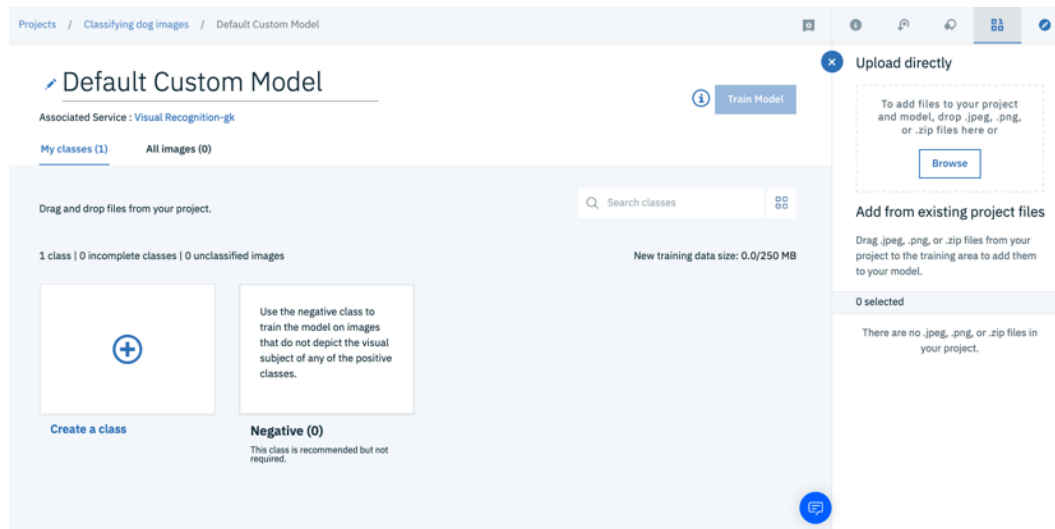 Projects / Classifying dog images / Default Custom Model
Default Custom Model
Train Model
Associated Service : Visual Recognition-gk
My classes (1) All images (0)
Drag and drop files from your project.
Search classes
1 class | 0 incomplete classes | 0 unclassified images
New training data size: 0.0/250 MB
Use the negative class to
train the model on images
that do not depict the visual
subject of any of the positive
classes.
Create a class
Negative (0)
This class is recommended but not
required.
Upload directly
To add files to your project
and model, drop .jpeg, .png,
or .zip files here or
Browse
Add from existing project files
Drag .jpeg, .png, or .zip files from your
project to the training area to add them
to your model.
0 selected
There are no .jpeg, .png, or .zip files in
your project.